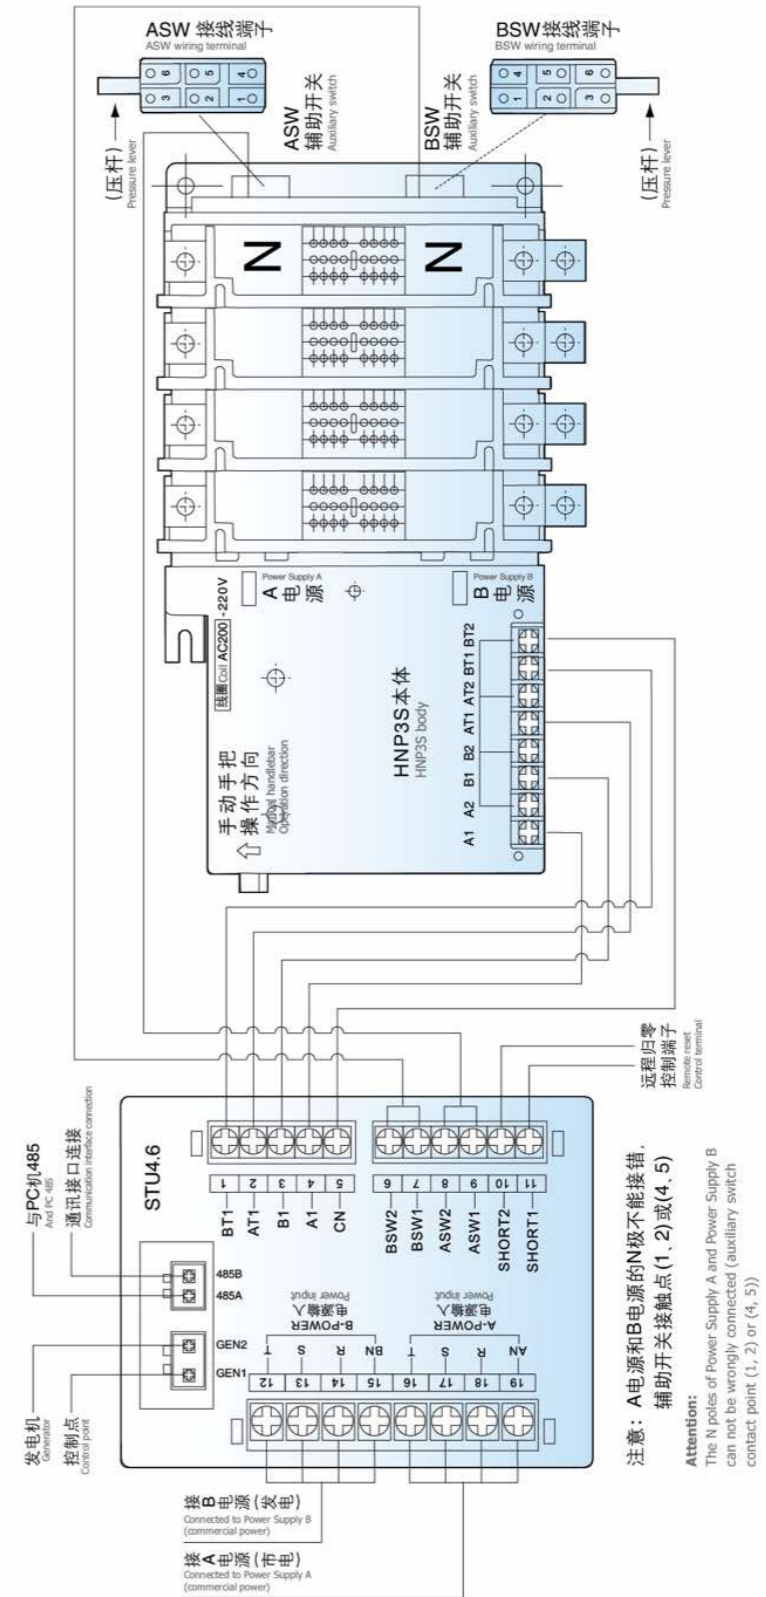 ASW 接线端子
ASW wiring terminal
6 5 4
3 2 1
(压杆)
Pressure lever
ASW
辅助开关
Auxiliary switch
BSW 接线端子
BSW wiring terminal
4 5 6
1 2 3
(压杆)
Pressure lever
BSW
辅助开关
Auxiliary switch
N
N
Power Supply A
A
电
源
Power Supply B
B
电
源
线圈 Coil AC200-220V
手动手把
操作方向
Manual handlebar
Operation direction
HNP3S本体
HNP3S body
A1 A2 B1 B2 AT1 AT2 BT1 BT2
STU4.6
与PC机485
And PC 485
通讯接口连接
Communication interface connection
发电机
Generator
控制点
Control point
485B
485A
GEN2
GEN1
1 2 3 4 5
BT1
AT1
B1
A1
CN
6 7 8 9 10 11
BSW2
BSW1
ASW2
ASW1
SHORT2
SHORT1
远程归零
控制端子
Remote reset
Control terminal
B-POWER
电源输入
Power input
T S R BN
12 13 14 15
A-POWER
电源输入
Power input
T S R AN
16 17 18 19
接B电源(发电)
Connected to Power Supply B
(commercial power)
接A电源(市电)
Connected to Power Supply A
(commercial power)
注意：A电源和B电源的N极不能接错,
辅助开关接触点(1、2)或(4、5)
Attention:
The N poles of Power Supply A and Power Supply B
can not be wrongly connected (auxiliary switch
contact point (1, 2) or (4, 5))